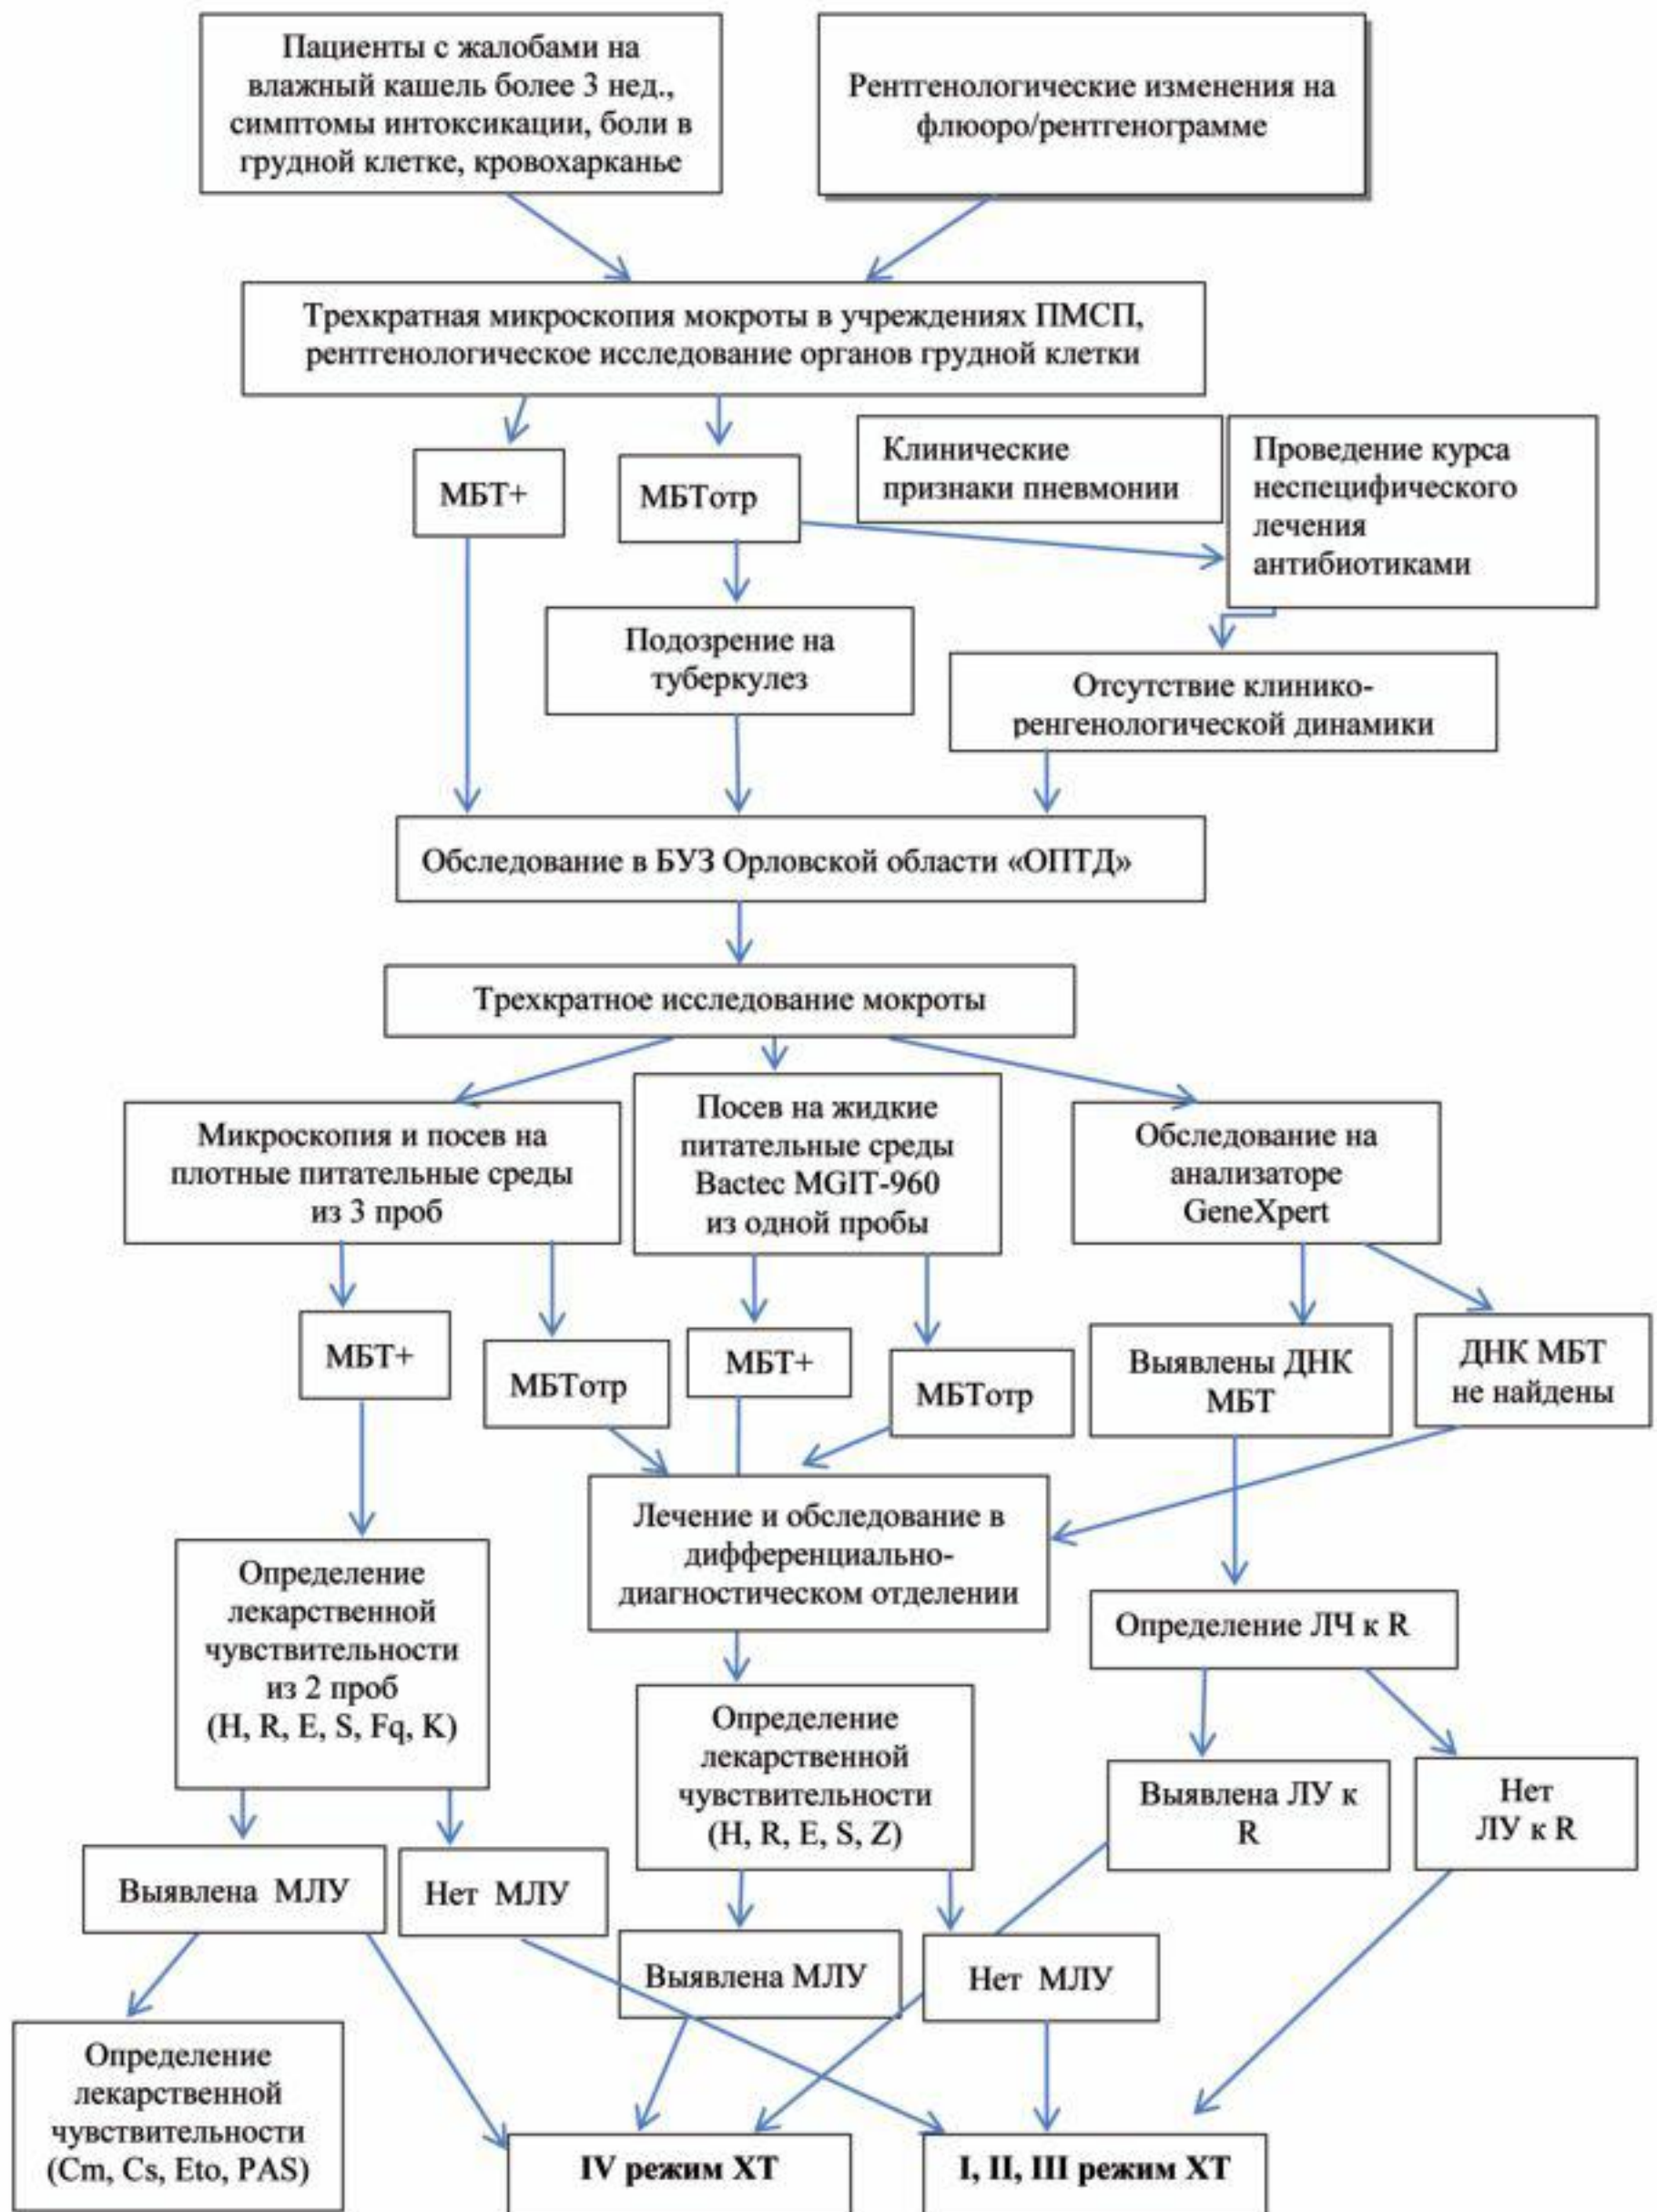 Пациенты с жалобами на
влажный кашель более 3 нед.,
симптомы интоксикации, боли в
грудной клетке, кровохарканье
Рентгенологические изменения на
флюоро/рентгенограмме
Трехкратная микроскопия мокроты в учреждениях ПМСП,
рентгенологическое исследование органов грудной клетки
МБТ+
МБТотр
Клинические
признаки пневмонии
Проведение курса
неспецифического
лечения
антибиотиками
Подозрение на
туберкулез
Отсутствие клинико-
ренгенологической динамики
Обследование в БУЗ Орловской области «ОПТД»
Трехкратное исследование мокроты
Микроскопия и посев на
плотные питательные среды
из 3 проб
Посев на жидкие
питательные среды
Bactec MGIT-960
из одной пробы
Обследование на
анализаторе
GeneXpert
МБТ+
МБТотр
МБТ+
МБТотр
Выявлены ДНК
МБТ
ДНК МБТ
не найдены
Определение
лекарственной
чувствительности
из 2 проб
(H, R, E, S, Fq, K)
Лечение и обследование в
дифференциально-
диагностическом отделении
Определение ЛЧ к R
Определение
лекарственной
чувствительности
(H, R, E, S, Z)
Выявлена ЛУ к
R
Нет
ЛУ к R
Выявлена МЛУ
Нет МЛУ
Выявлена МЛУ
Нет МЛУ
Определение
лекарственной
чувствительности
(Cm, Cs, Eto, PAS)
IV режим ХТ
I, II, III режим ХТ